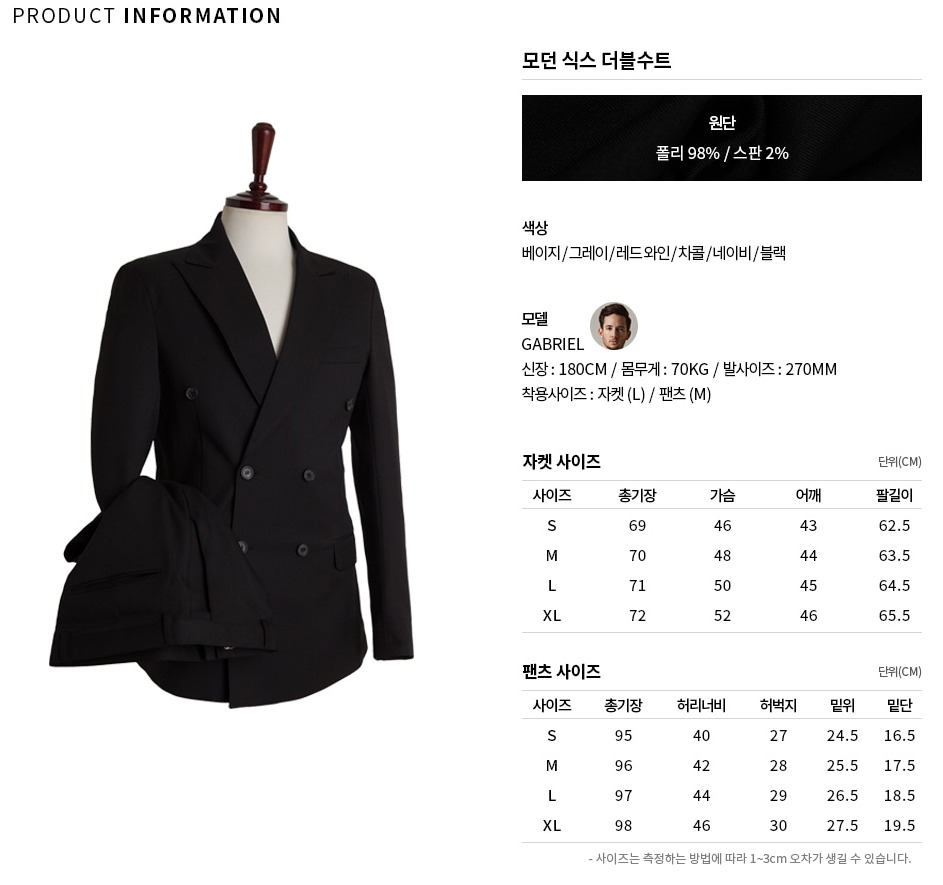 PRODUCT INFORMATION
모던 식스 더블수트
원단
폴리 98% / 스판 2%
색상
베이지/그레이/레드와인/차콜/네이비/블랙
모델
GABRIEL
신장 : 180CM / 몸무게 : 70KG / 발사이즈 : 270MM
착용사이즈 : 자켓 (L) / 팬츠 (M)
자켓 사이즈 단위(CM)
사이즈 총기장 가슴 어깨 팔길이
S 69 46 43 62.5
M 70 48 44 63.5
L 71 50 45 64.5
XL 72 52 46 65.5
팬츠 사이즈 단위(CM)
사이즈 총기장 허리너비 허벅지 밑위 밑단
S 95 40 27 24.5 16.5
M 96 42 28 25.5 17.5
L 97 44 29 26.5 18.5
XL 98 46 30 27.5 19.5
- 사이즈는 측정하는 방법에 따라 1~3cm 오차가 생길 수 있습니다.